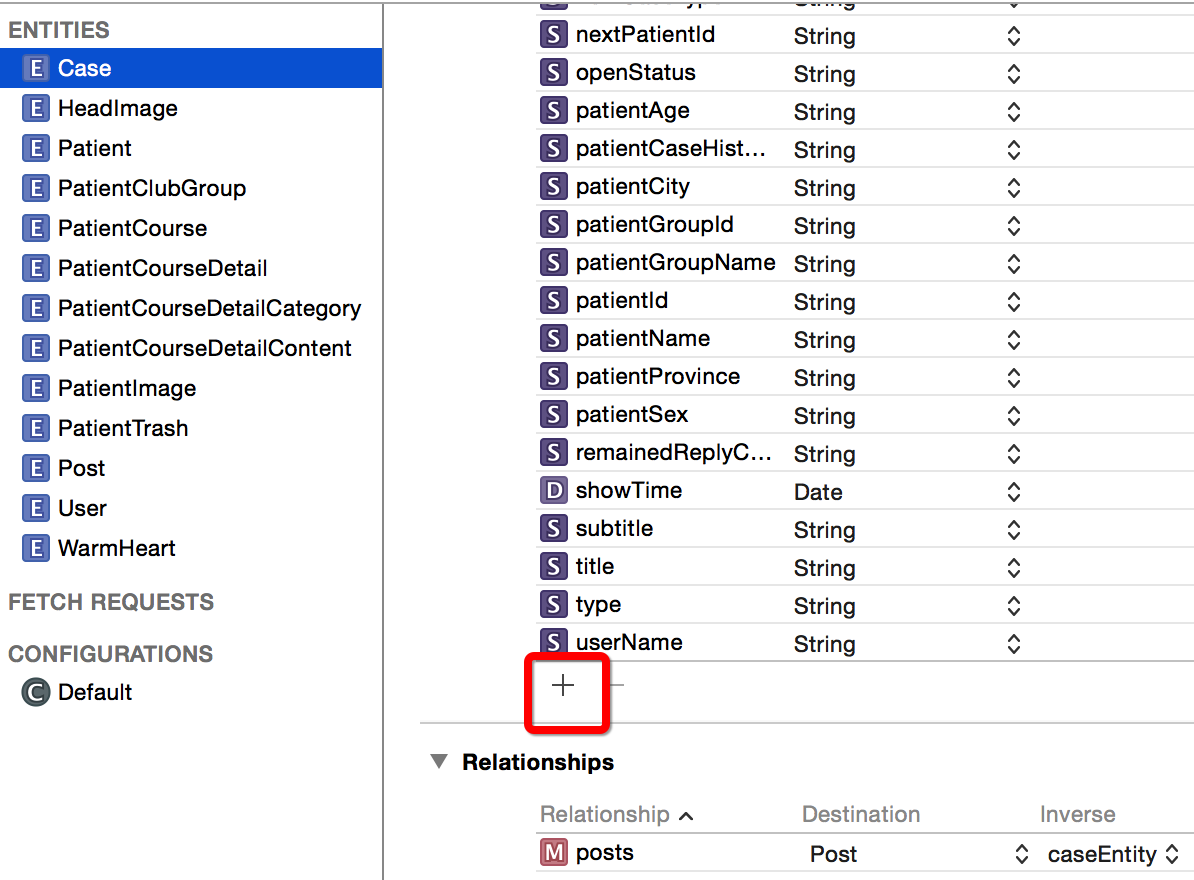 ENTITIES
E Case
E HeadImage
E Patient
E PatientClubGroup
E PatientCourse
E PatientCourseDetail
E PatientCourseDetailCategory
E PatientCourseDetailContent
E PatientImage
E PatientTrash
E Post
E User
E WarmHeart
FETCH REQUESTS
CONFIGURATIONS
C Default
S nextPatientId String
S openStatus String
S patientAge String
S patientCaseHist... String
S patientCity String
S patientGroupId String
S patientGroupName String
S patientId String
S patientName String
S patientProvince String
S patientSex String
S remainedReplyC... String
D showTime Date
S subtitle String
S title String
S type String
S userName String
+ −
Relationships
Relationship Destination Inverse
M posts Post caseEntity